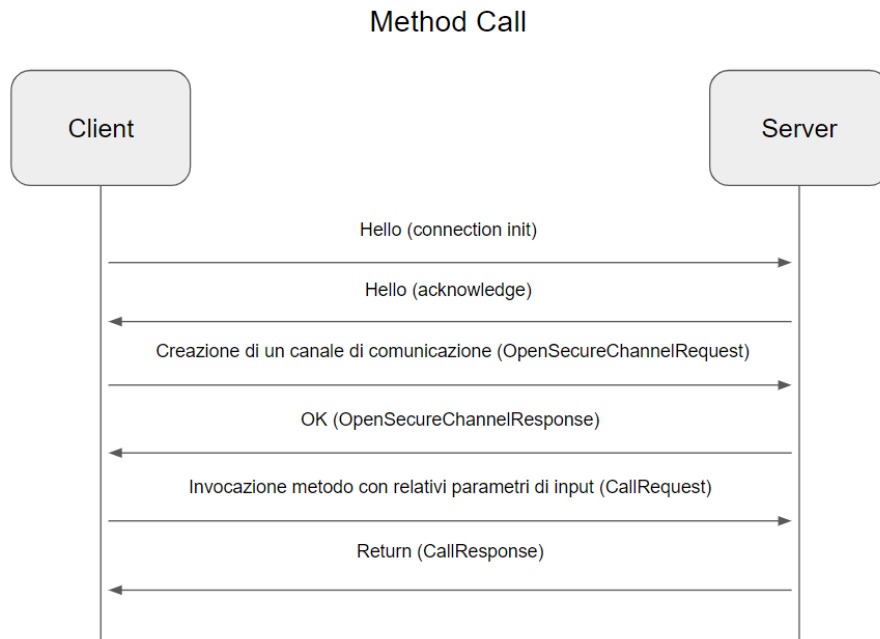 Method Call
Client
Server
Hello (connection init)
Hello (acknowledge)
Creazione di un canale di comunicazione (OpenSecureChannelRequest)
OK (OpenSecureChannelResponse)
Invocazione metodo con relativi parametri di input (CallRequest)
Return (CallResponse)